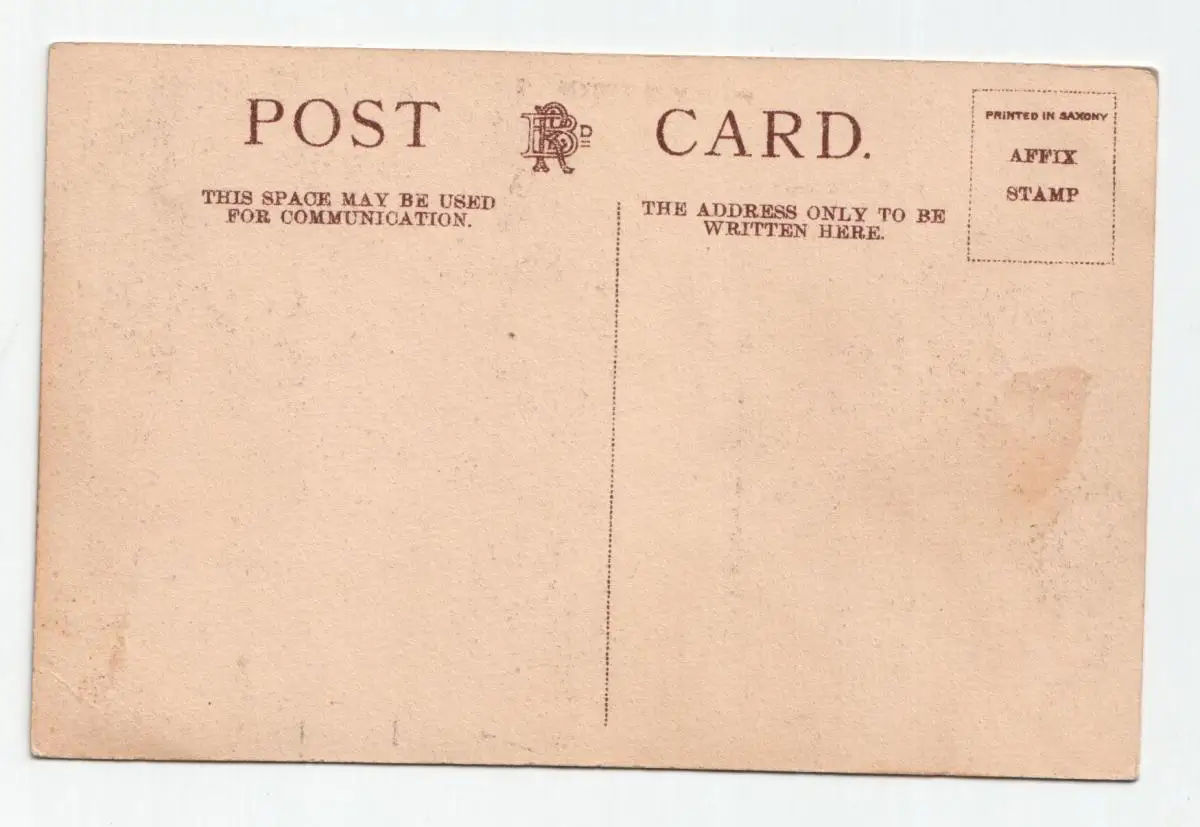 POST CARD.
PRINTED IN SAXONY
AFFIX
STAMP
THIS SPACE MAY BE USED
FOR COMMUNICATION.
THE ADDRESS ONLY TO BE
WRITTEN HERE.